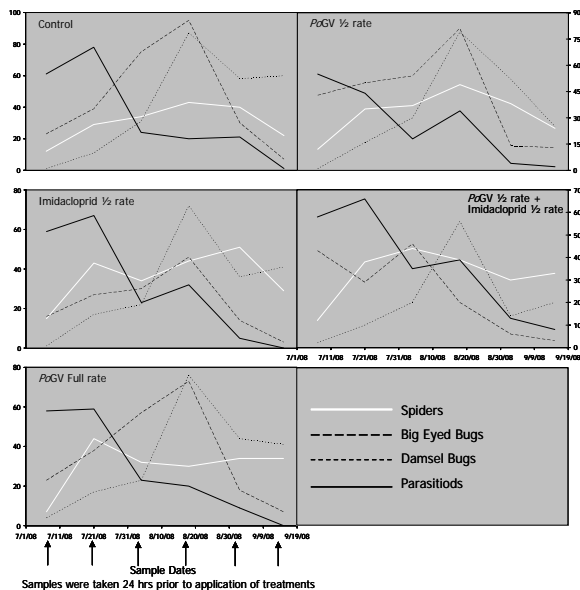 Control
PoGV ½ rate
100
80
60
40
20
0
90
75
60
45
30
15
0
Imidacloprid ½ rate
PoGV ½ rate +
Imidacloprid ½ rate
80
60
40
20
0
70
60
50
40
30
20
10
0
7/1/08 7/11/08 7/21/08 7/31/08 8/10/08 8/20/08 8/30/08 9/9/08 9/19/08
PoGV Full rate
80
60
40
20
0
7/1/08 7/11/08 7/21/08 7/31/08 8/10/08 8/20/08 8/30/08 9/9/08 9/19/08
Spiders
Big Eyed Bugs
Damsel Bugs
Parasitiods
Sample Dates
Samples were taken 24 hrs prior to application of treatments